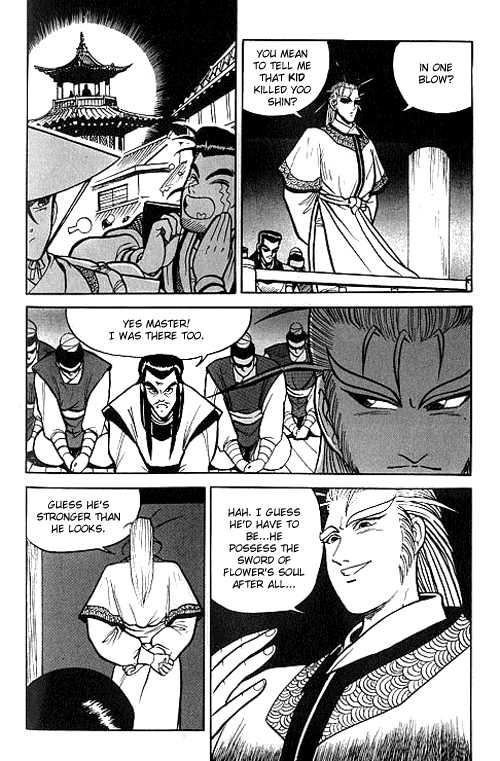 YOU MEAN
TO TELL ME
THAT KID
KILLED YOO
SHIN?
IN ONE
BLOW?
YES MASTER!
I WAS THERE TOO.
GUESS HE'S
STRONGER THAN
HE LOOKS.
HAH. I GUESS
HE'D HAVE TO
BE...HE
POSSESS THE
SWORD OF
FLOWER'S SOUL
AFTER ALL...